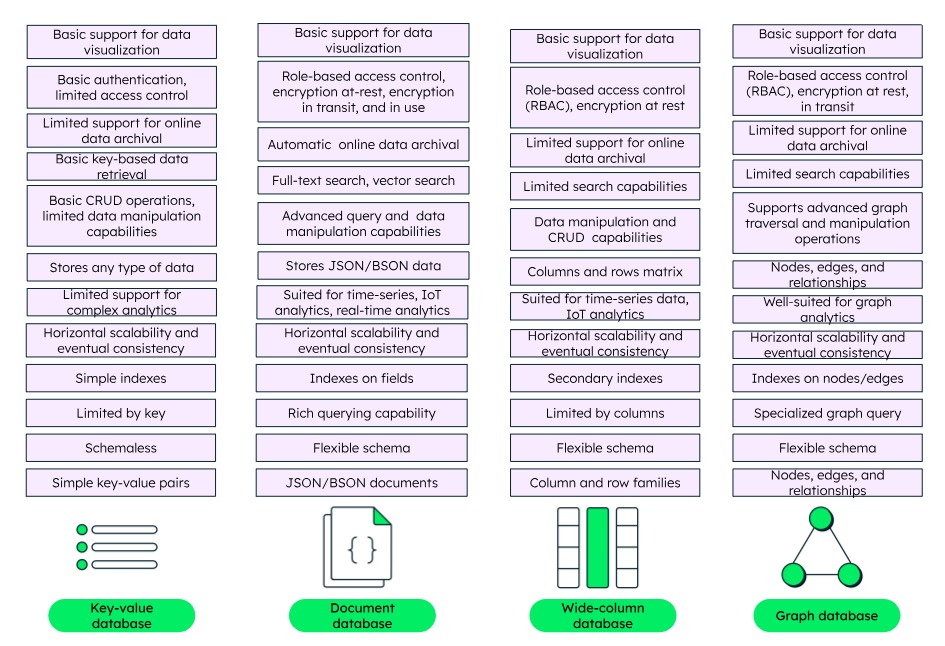 Basic support for data
visualization
Basic authentication,
limited access control
Limited support for online
data archival
Basic key-based data
retrieval
Basic CRUD operations,
limited data manipulation
capabilities
Stores any type of data
Limited support for
complex analytics
Horizontal scalability and
eventual consistency
Simple indexes
Limited by key
Schemaless
Simple key-value pairs
Key-value
database
Basic support for data
visualization
Role-based access control,
encryption at-rest, encryption
in transit, and in use
Automatic online data archival
Full-text search, vector search
Advanced query and data
manipulation capabilities
Stores JSON/BSON data
Suited for time-series, IoT
analytics, real-time analytics
Horizontal scalability and
eventual consistency
Indexes on fields
Rich querying capability
Flexible schema
JSON/BSON documents
{}
Document
database
Basic support for data
visualization
Role-based access control
(RBAC), encryption at rest
Limited support for online
data archival
Limited search capabilities
Data manipulation and
CRUD capabilities
Columns and rows matrix
Suited for time-series data,
IoT analytics
Horizontal scalability and
eventual consistency
Secondary indexes
Limited by columns
Flexible schema
Column and row families
Wide-column
database
Basic support for data
visualization
Role-based access control
(RBAC), encryption at rest,
in transit
Limited support for online
data archival
Limited search capabilities
Supports advanced graph
traversal and manipulation
operations
Nodes, edges, and
relationships
Well-suited for graph
analytics
Horizontal scalability and
eventual consistency
Indexes on nodes/edges
Specialized graph query
Flexible schema
Nodes, edges, and
relationships
Graph database